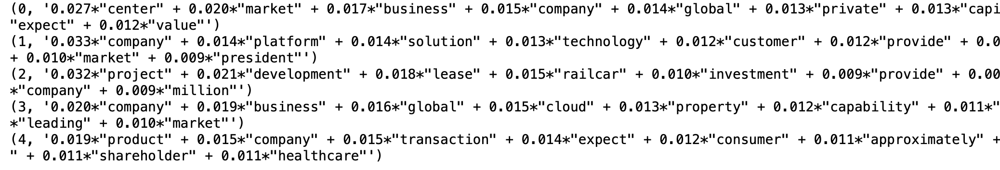 (0, '0.027*"center" + 0.020*"market" + 0.017*"business" + 0.015*"company" + 0.014*"global" + 0.013*"private" + 0.013*"capi
"expect" + 0.012*"value"')
(1, '0.033*"company" + 0.014*"platform" + 0.014*"solution" + 0.013*"technology" + 0.012*"customer" + 0.012*"provide" + 0.0
+ 0.010*"market" + 0.009*"president"')
(2, '0.032*"project" + 0.021*"development" + 0.018*"lease" + 0.015*"railcar" + 0.010*"investment" + 0.009*"provide" + 0.00
*"company" + 0.009*"million"')
(3, '0.020*"company" + 0.019*"business" + 0.016*"global" + 0.015*"cloud" + 0.013*"property" + 0.012*"capability" + 0.011*"
*"leading" + 0.010*"market"')
(4, '0.019*"product" + 0.015*"company" + 0.015*"transaction" + 0.014*"expect" + 0.012*"consumer" + 0.011*"approximately" +
" + 0.011*"shareholder" + 0.011*"healthcare"')